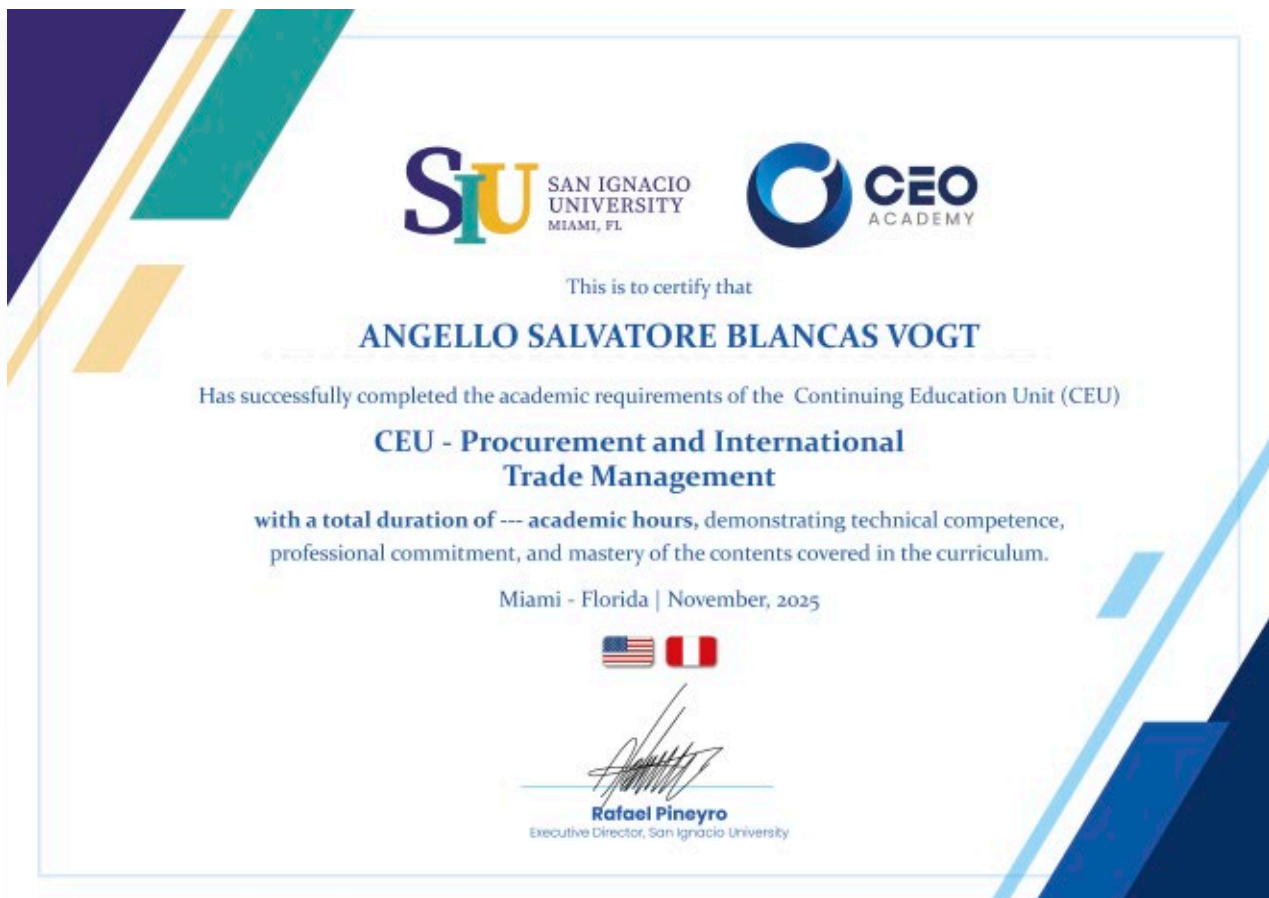 SIU
SAN IGNACIO
UNIVERSITY
MIAMI, FL
CEO
ACADEMY
This is to certify that
ANGELLO SALVATORE BLANCAS VOGT
Has successfully completed the academic requirements of the Continuing Education Unit (CEU)
CEU - Procurement and International
Trade Management
with a total duration of --- academic hours, demonstrating technical competence,
professional commitment, and mastery of the contents covered in the curriculum.
Miami - Florida | November, 2025
Rafael Pineyro
Executive Director, San Ignacio University